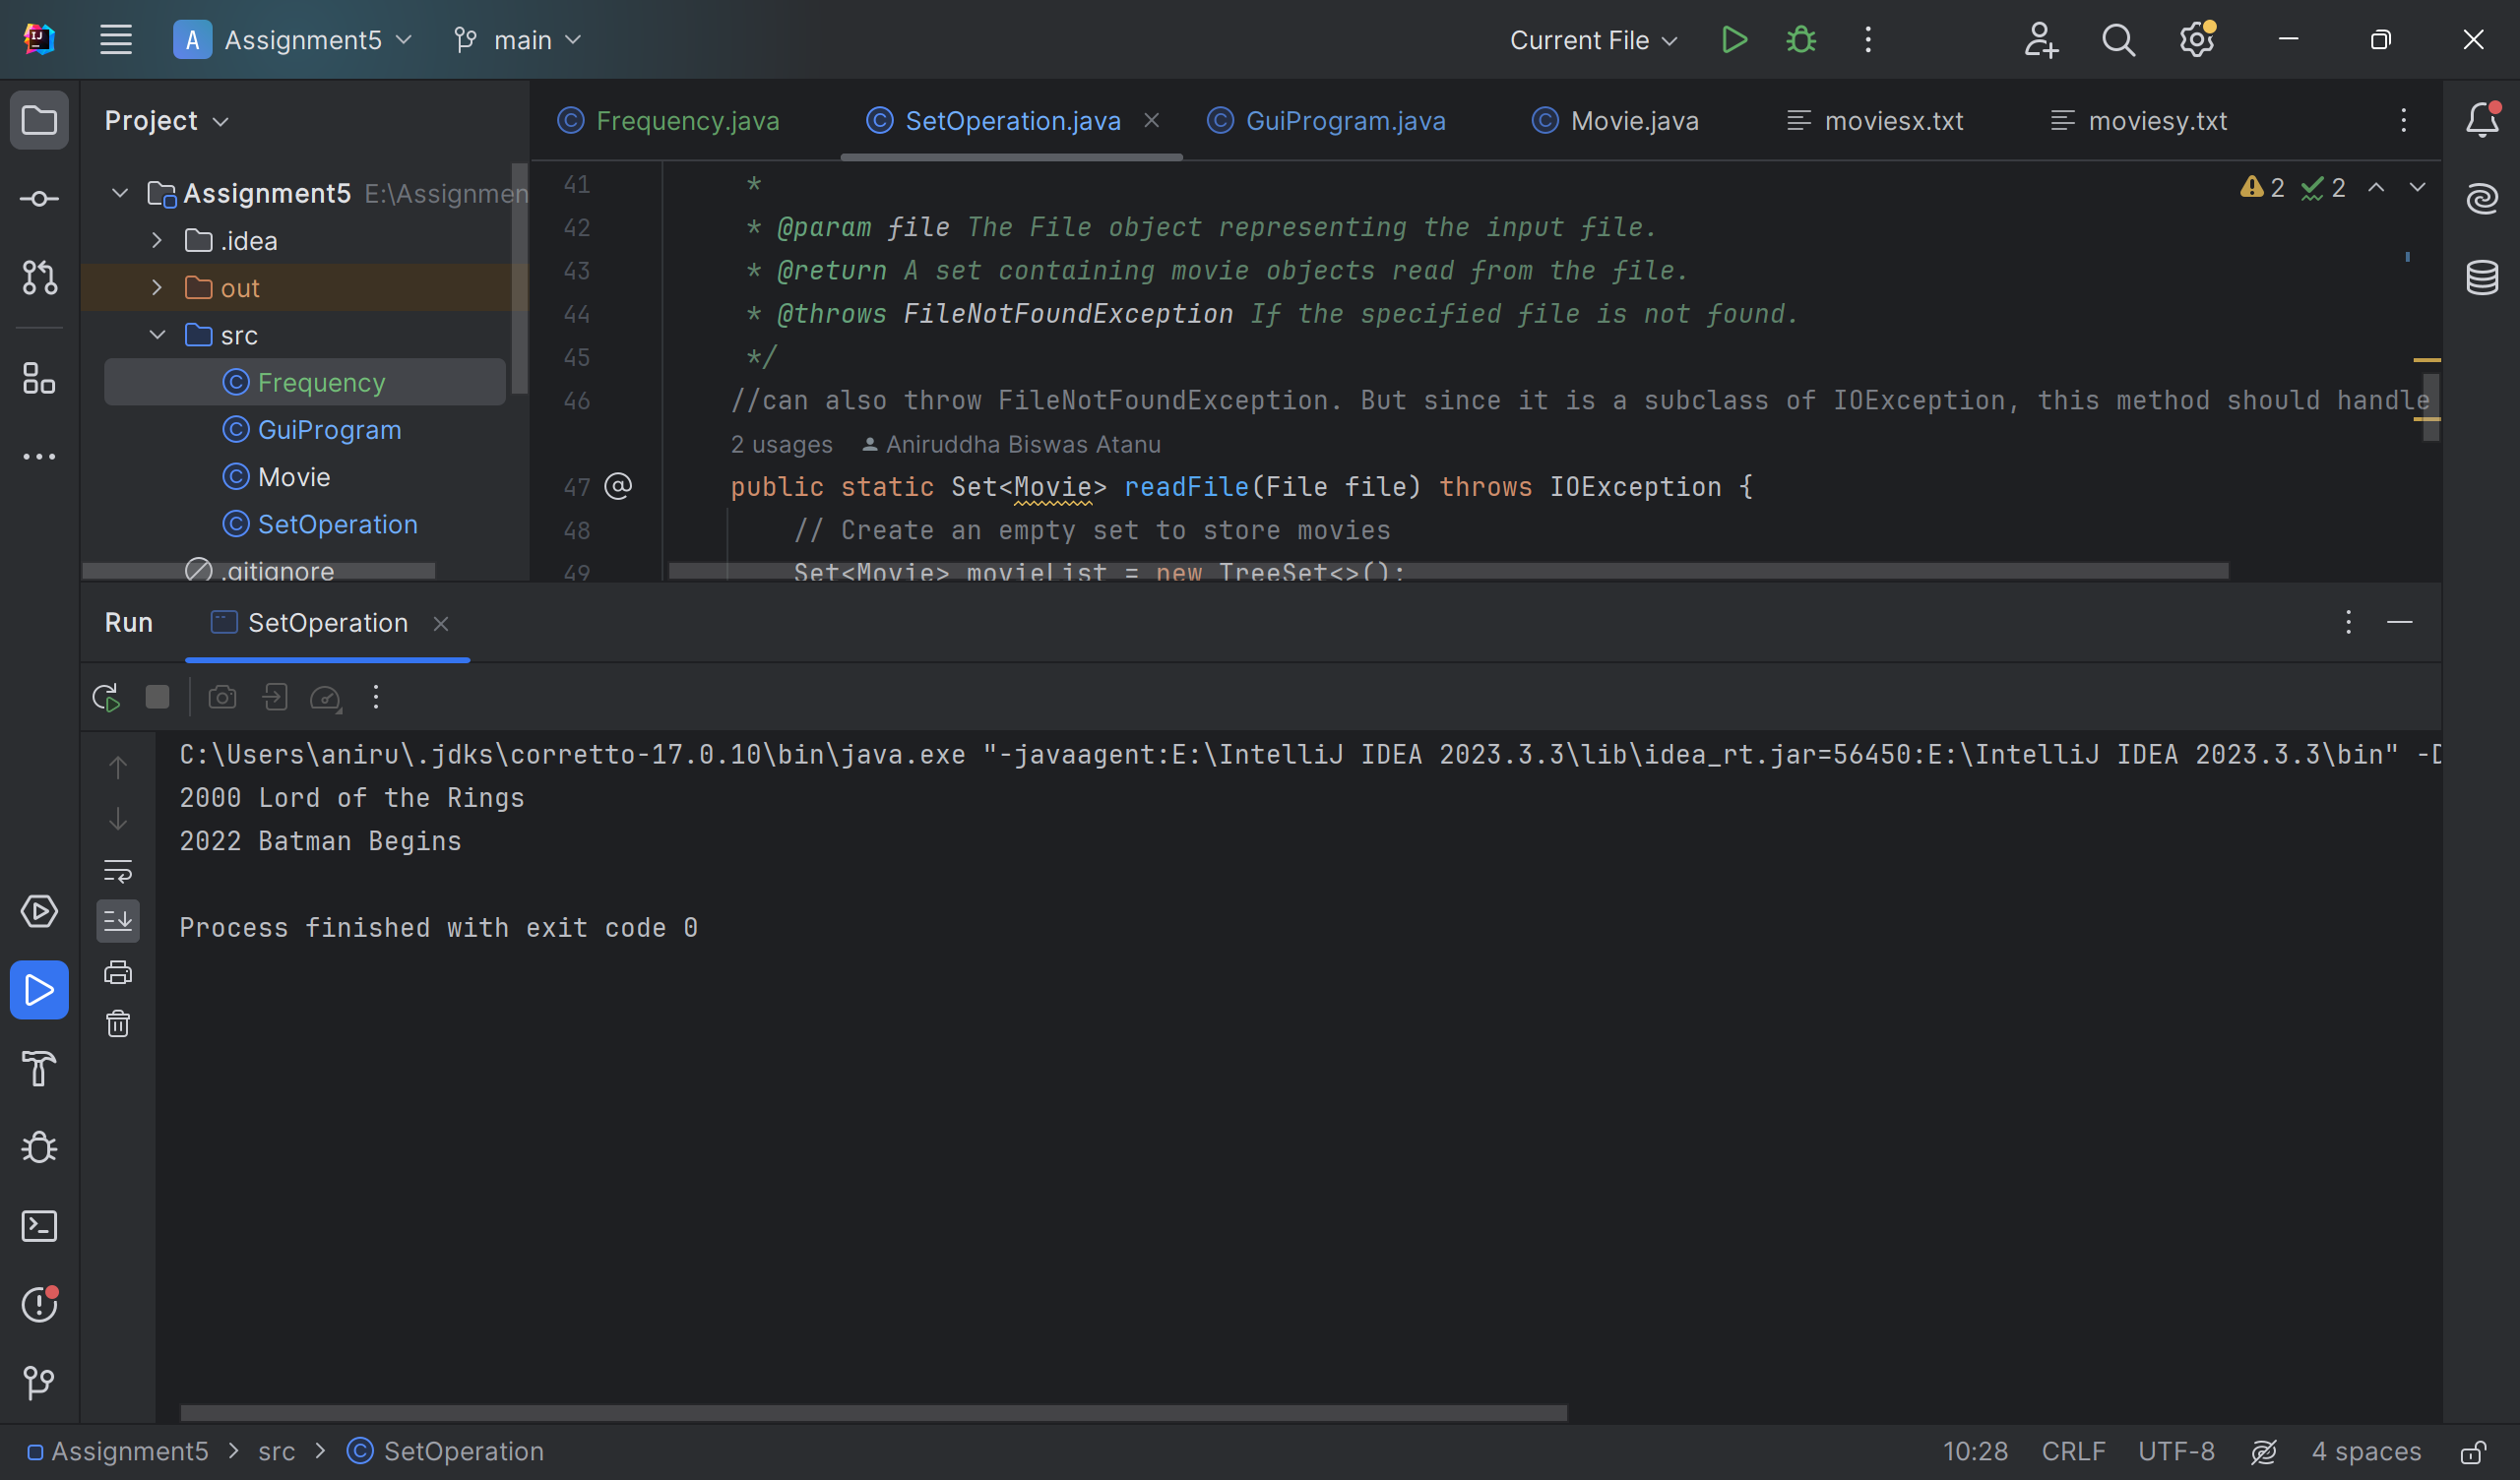 A Assignment5 main Current File
Project
Assignment5 E:\Assignmen
.idea
out
src
Frequency
GuiProgram
Movie
SetOperation
.gitignore
Frequency.java SetOperation.java GuiProgram.java Movie.java moviesx.txt moviesy.txt
2 2
41 *
42 * @param file The File object representing the input file.
43 * @return A set containing movie objects read from the file.
44 * @throws FileNotFoundException If the specified file is not found.
45 */
46 //can also throw FileNotFoundException. But since it is a subclass of IOException, this method should handle
2 usages Aniruddha Biswas Atanu
47 public static Set<Movie> readFile(File file) throws IOException {
48 // Create an empty set to store movies
49 Set<Movie> movieList = new TreeSet<>();
Run SetOperation
C:\Users\aniru\.jdks\corretto-17.0.10\bin\java.exe "-javaagent:E:\IntelliJ IDEA 2023.3.3\lib\idea_rt.jar=56450:E:\IntelliJ IDEA 2023.3.3\bin" -D
2000 Lord of the Rings
2022 Batman Begins
Process finished with exit code 0
Assignment5 > src > SetOperation 10:28 CRLF UTF-8 4 spaces